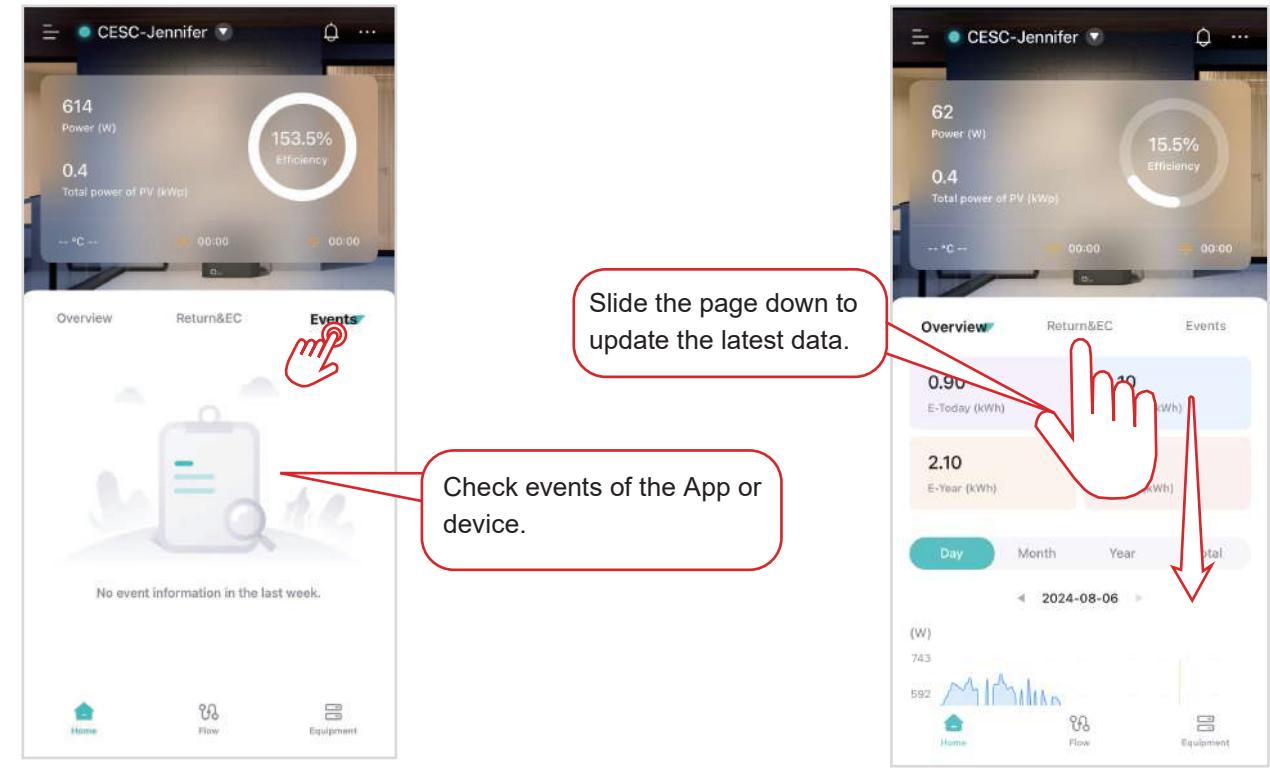 CESC-Jennifer
614
Power (W)
153.5%
Efficiency
0.4
Total power of PV (kWp)
-- °C --
00:00
00:00
Overview
Return&EC
Events
No event information in the last week.
Home
Flow
Equipment
Check events of the App or
device.
Slide the page down to
update the latest data.
CESC-Jennifer
62
Power (W)
15.5%
Efficiency
0.4
Total power of PV (kWp)
-- °C --
00:00
00:00
Overview
Return&EC
Events
0.90
E-Today (kWh)
2.10
E-Year (kWh)
Day
Month
Year
2024-08-06
(W)
743
592
Home
Flow
Equipment